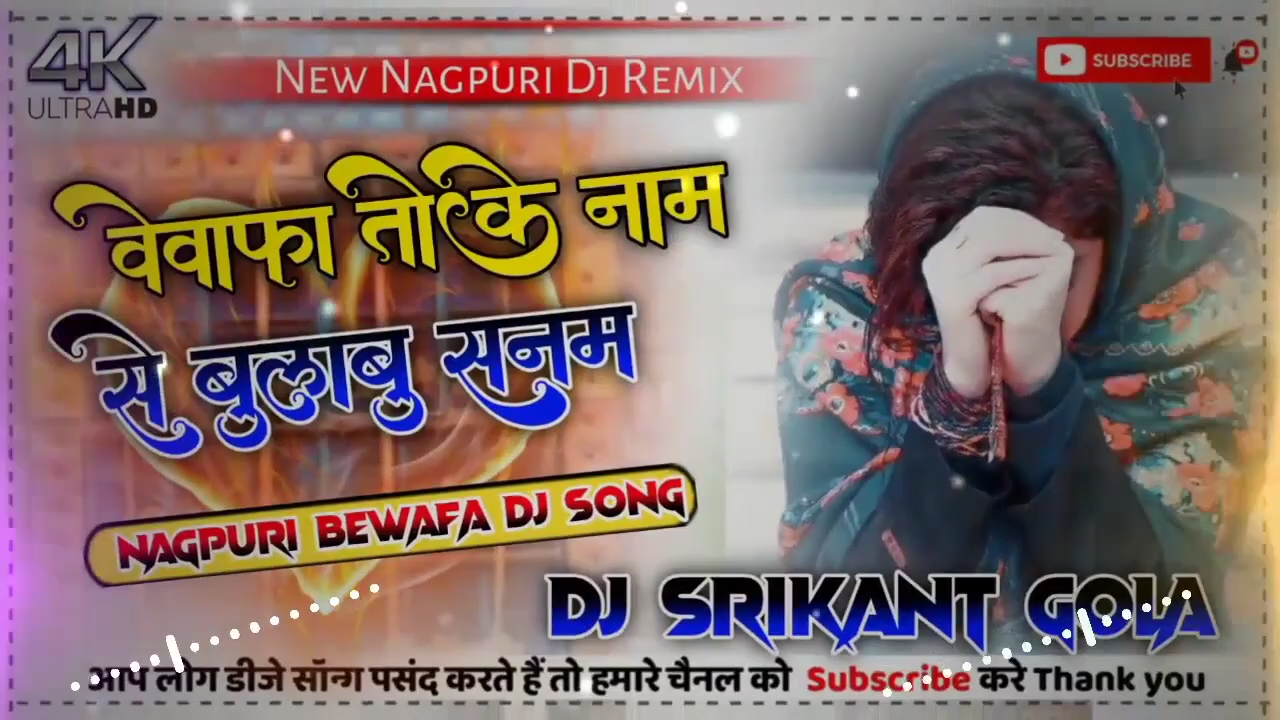 4K
ULTRAHD
New Nagpuri Dj Remix
SUBSCRIBE
वेवाफा तोर्के नाम
से बुलाबु सनम
NAGPURI BEWAFA DJ SONG
DJ SRIKANT GOLA
आप लोग डीजे सॉन्ग पसंद करते हैं तो हमारे चैनल को Subscribe करे Thank you